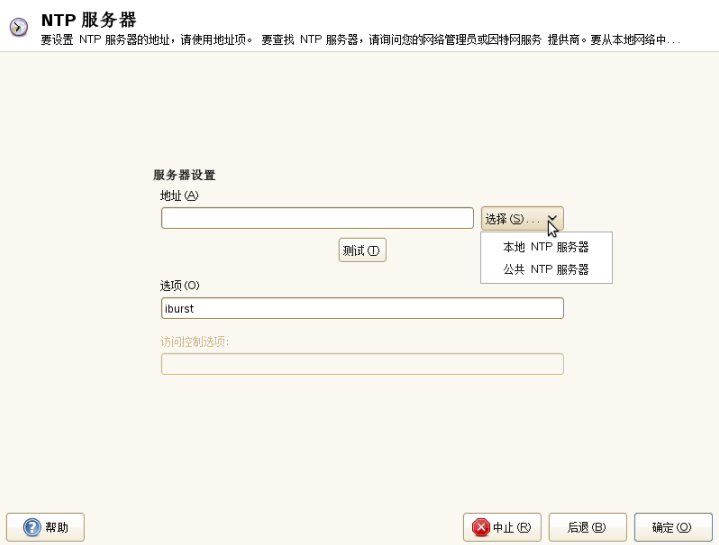 NTP 服务器
要设置 NTP 服务器的地址，请使用地址项。 要查找 NTP 服务器，请询问您的网络管理员或因特网服务 提供商。要从本地网络中...
服务器设置
地址(A)
选择(S)...
本地 NTP 服务器
公共 NTP 服务器
测试(T)
选项(O)
iburst
访问控制选项:
帮助
中止(R)
后退(B)
确定(O)